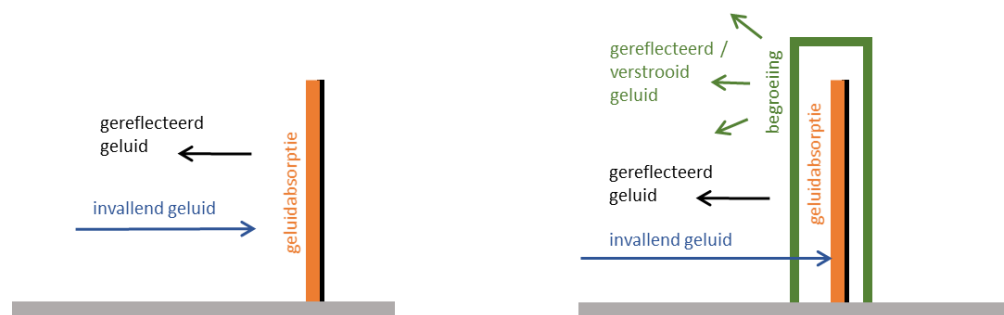 gereflecteerd
geluid
invallend geluid
geluidabsorptie
gereflecteerd /
verstrooid
geluid
begroeiing
gereflecteerd
geluid
invallend geluid
geluidabsorptie